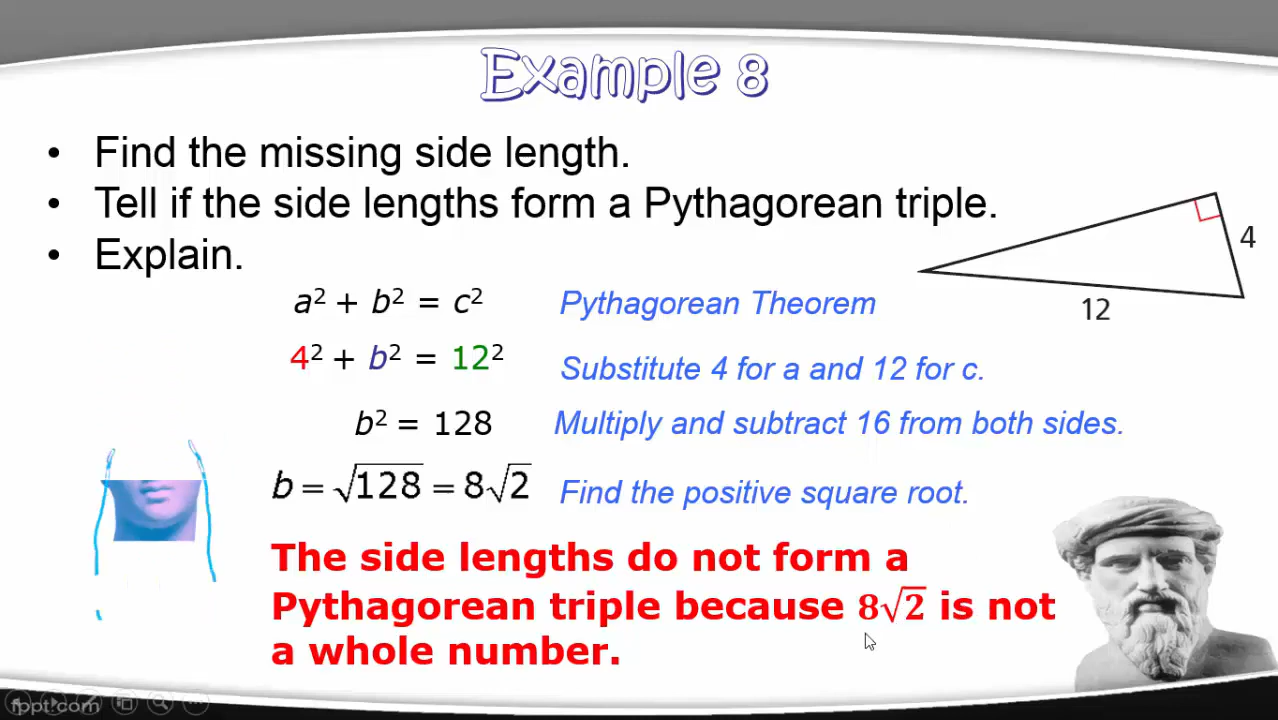 Example 8
• Find the missing side length.
• Tell if the side lengths form a Pythagorean triple.
• Explain.
4
12
a² + b² = c² Pythagorean Theorem
4² + b² = 12² Substitute 4 for a and 12 for c.
b² = 128 Multiply and subtract 16 from both sides.
b = √128 = 8√2 Find the positive square root.
The side lengths do not form a
Pythagorean triple because 8√2 is not
a whole number.
fppt.com